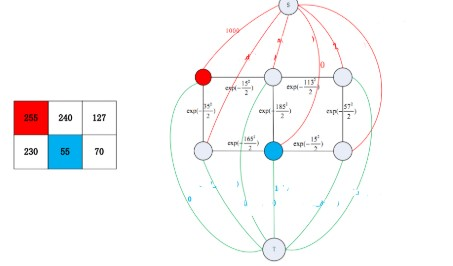 S
1000
0
exp(-15²/2)
exp(-113²/2)
exp(-35²/2)
exp(-185²/2)
exp(-57²/2)
255 240 127
230 55 70
exp(-165²/2)
exp(-15²/2)
0
T